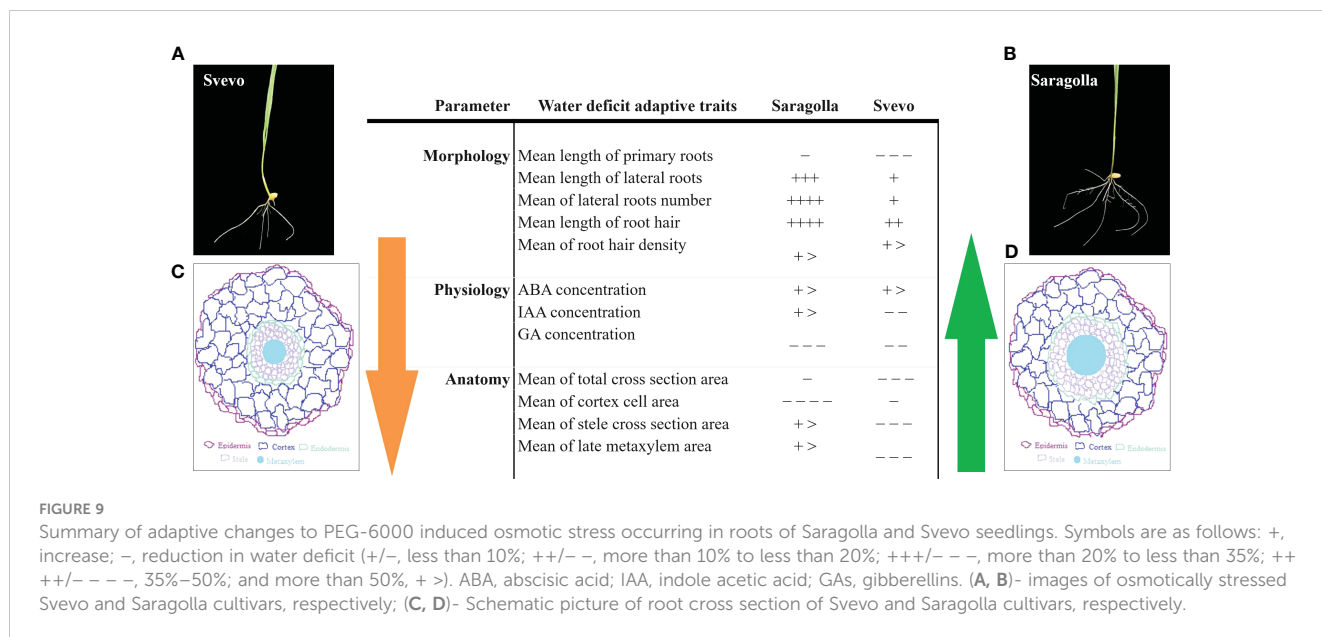 A
Svevo
B
Saragolla
Parameter Water deficit adaptive traits Saragolla Svevo
Morphology Mean length of primary roots – – – –
Mean length of lateral roots +++ +
Mean of lateral roots number ++++ +
Mean length of root hair ++++ ++
Mean of root hair density + > + >
Physiology ABA concentration + > + >
IAA concentration + > – –
GA concentration – – – – –
Anatomy Mean of total cross section area – – – –
Mean of cortex cell area – – – – –
Mean of stele cross section area + > – – –
Mean of late metaxylem area + > – – –
C
Epidermis Cortex Endodermis
Stele Metaxylem
D
Epidermis Cortex Endodermis
Stele Metaxylem
FIGURE 9
Summary of adaptive changes to PEG-6000 induced osmotic stress occurring in roots of Saragolla and Svevo seedlings. Symbols are as follows: +,
increase; –, reduction in water deficit (+/–, less than 10%; ++/– –, more than 10% to less than 20%; +++/– – –, more than 20% to less than 35%; ++
++/– – – –, 35%–50%; and more than 50%, + >). ABA, abscisic acid; IAA, indole acetic acid; GAs, gibberellins. (A, B)- images of osmotically stressed
Svevo and Saragolla cultivars, respectively; (C, D)- Schematic picture of root cross section of Svevo and Saragolla cultivars, respectively.